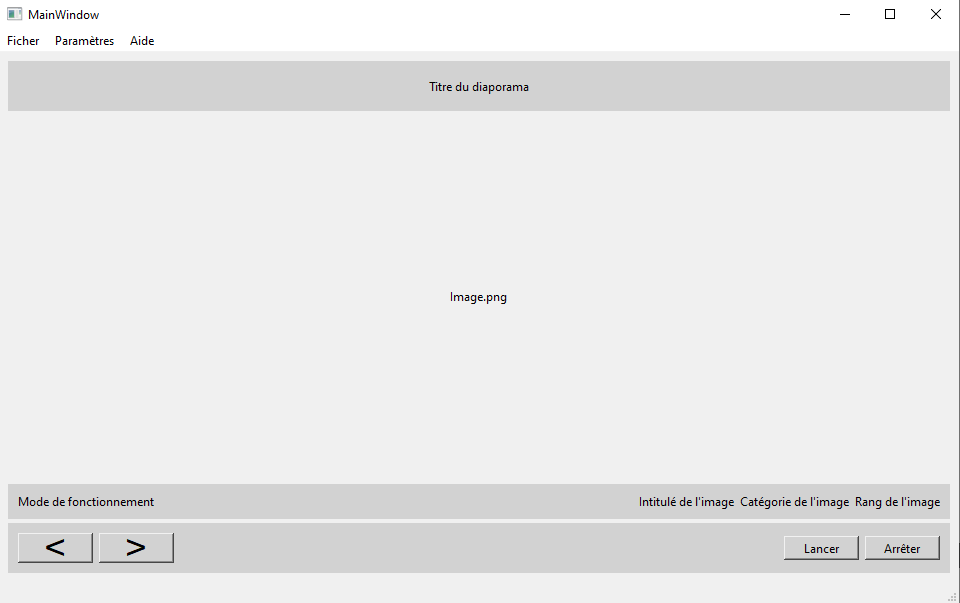 MainWindow
Ficher Paramètres Aide
Titre du diaporama
Image.png
Mode de fonctionnement Intitulé de l'image Catégorie de l'image Rang de l'image
< > Lancer Arrêter